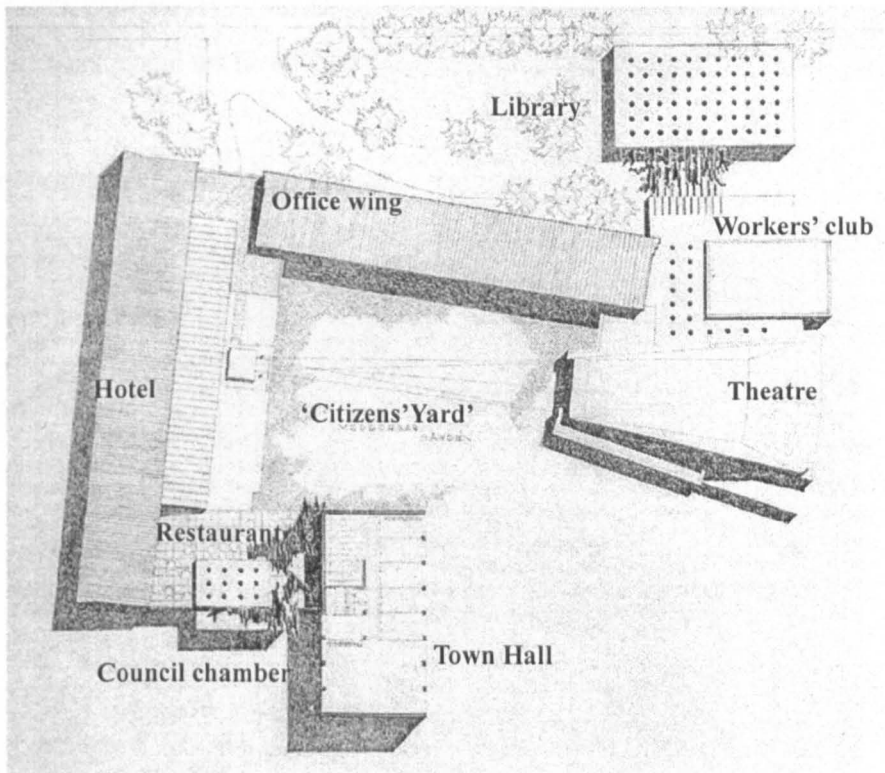 Library
Office wing
Workers' club
Hotel
'Citizens'Yard'
Theatre
Restaurant
Town Hall
Council chamber